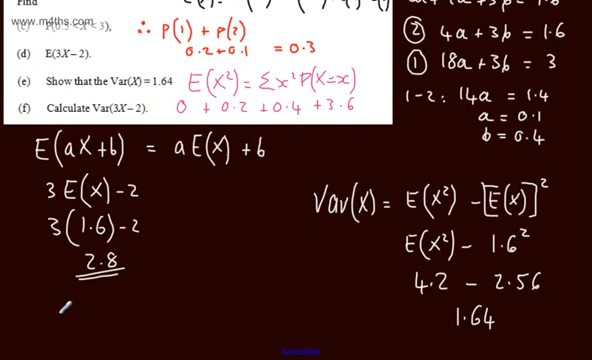 Find
www.m4ths.com
(c) P(0.5 < X < 3),
∴ P(1) + P(2)
0.2 + 0.1 = 0.3
(d) E(3X – 2).
(e) Show that the Var(X) = 1.64
E(X²) = Σx² P(X=x)
0 + 0.2 + 0.4 + 3.6
(f) Calculate Var(3X – 2).
② 4a + 3b = 1.6
① 18a + 3b = 3
1-2: 14a = 1.4
a = 0.1
b = 0.4
E(aX+b) = aE(X) + b
3E(X) - 2
3(1.6) - 2
2.8
Var(X) = E(X²) - [E(X)]²
E(X²) - 1.6²
4.2 - 2.56
1.64